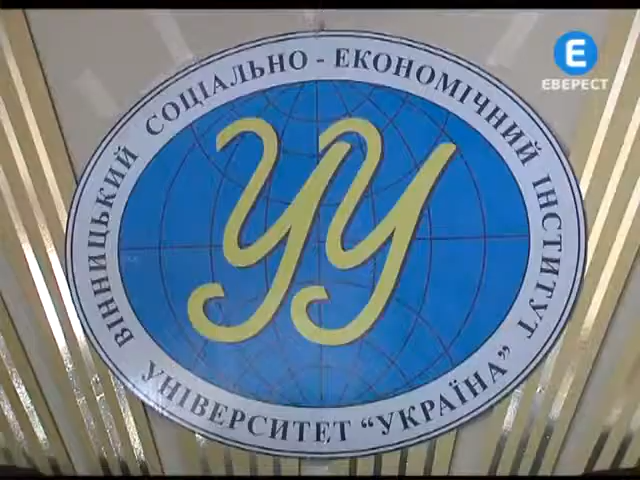 ВІННИЦЬКИЙ СОЦІАЛЬНО - ЕКОНОМІЧНИЙ ІНСТИТУТ
УНІВЕРСИТЕТ “УКРАЇНА”
УУ
Е
ЕВЕРЕСТ